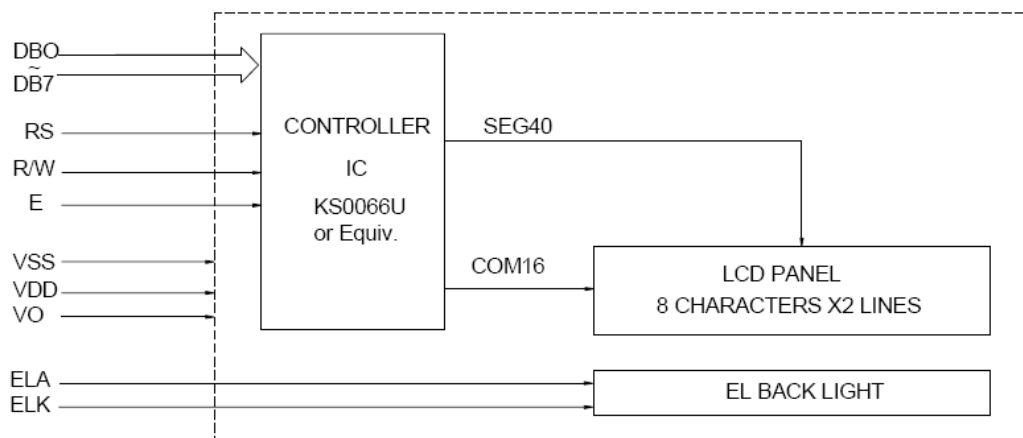 DBO
~
DB7
RS
R/W
E
VSS
VDD
VO
ELA
ELK
CONTROLLER
IC
KS0066U
or Equiv.
SEG40
COM16
LCD PANEL
8 CHARACTERS X2 LINES
EL BACK LIGHT